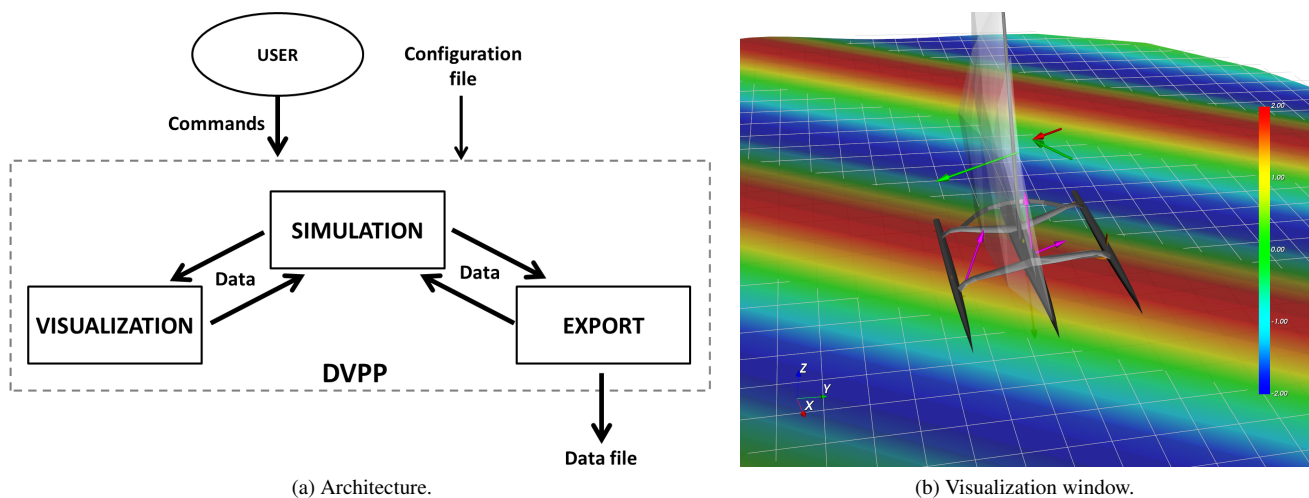 USER
Configuration
file
Commands
SIMULATION
Data
Data
VISUALIZATION
EXPORT
DVPP
Data file
(a) Architecture.
2.00
1.00
0.00
-1.00
-2.00
Z
Y
X
(b) Visualization window.